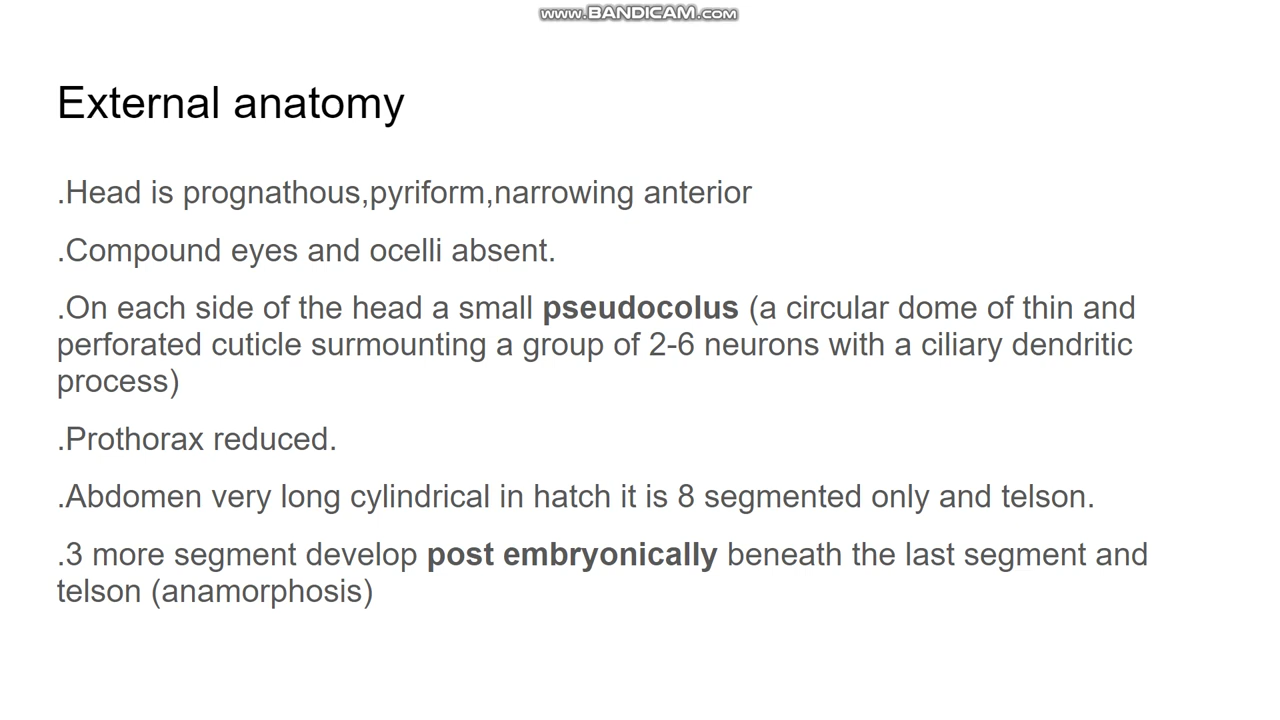 www.BANDICAM.com
External anatomy
.Head is prognathous,pyriform,narrowing anterior
.Compound eyes and ocelli absent.
.On each side of the head a small pseudocolus (a circular dome of thin and
perforated cuticle surmounting a group of 2-6 neurons with a ciliary dendritic
process)
.Prothorax reduced.
.Abdomen very long cylindrical in hatch it is 8 segmented only and telson.
.3 more segment develop post embryonically beneath the last segment and
telson (anamorphosis)